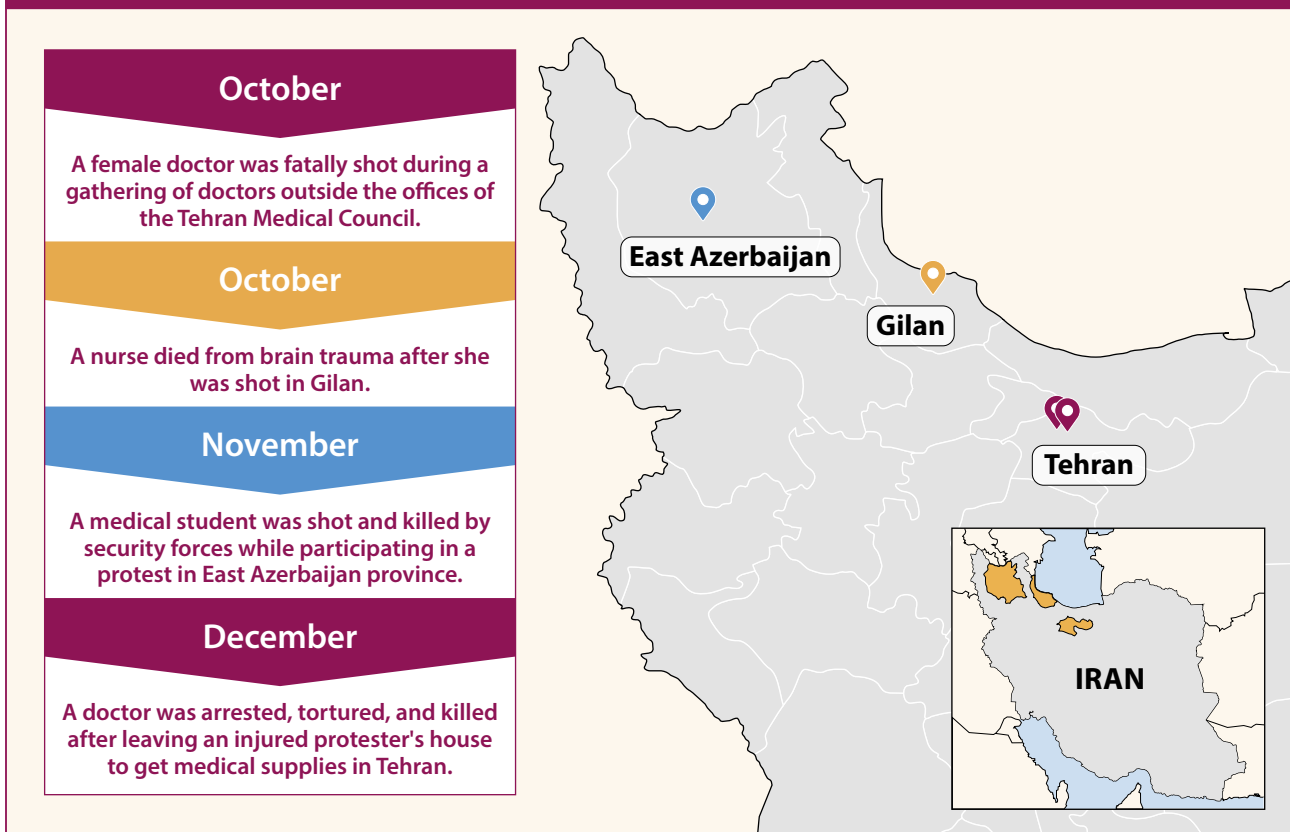 October
A female doctor was fatally shot during a
gathering of doctors outside the offices of
the Tehran Medical Council.
October
A nurse died from brain trauma after she
was shot in Gilan.
November
A medical student was shot and killed by
security forces while participating in a
protest in East Azerbaijan province.
December
A doctor was arrested, tortured, and killed
after leaving an injured protester's house
to get medical supplies in Tehran.
East Azerbaijan
Gilan
Tehran
IRAN